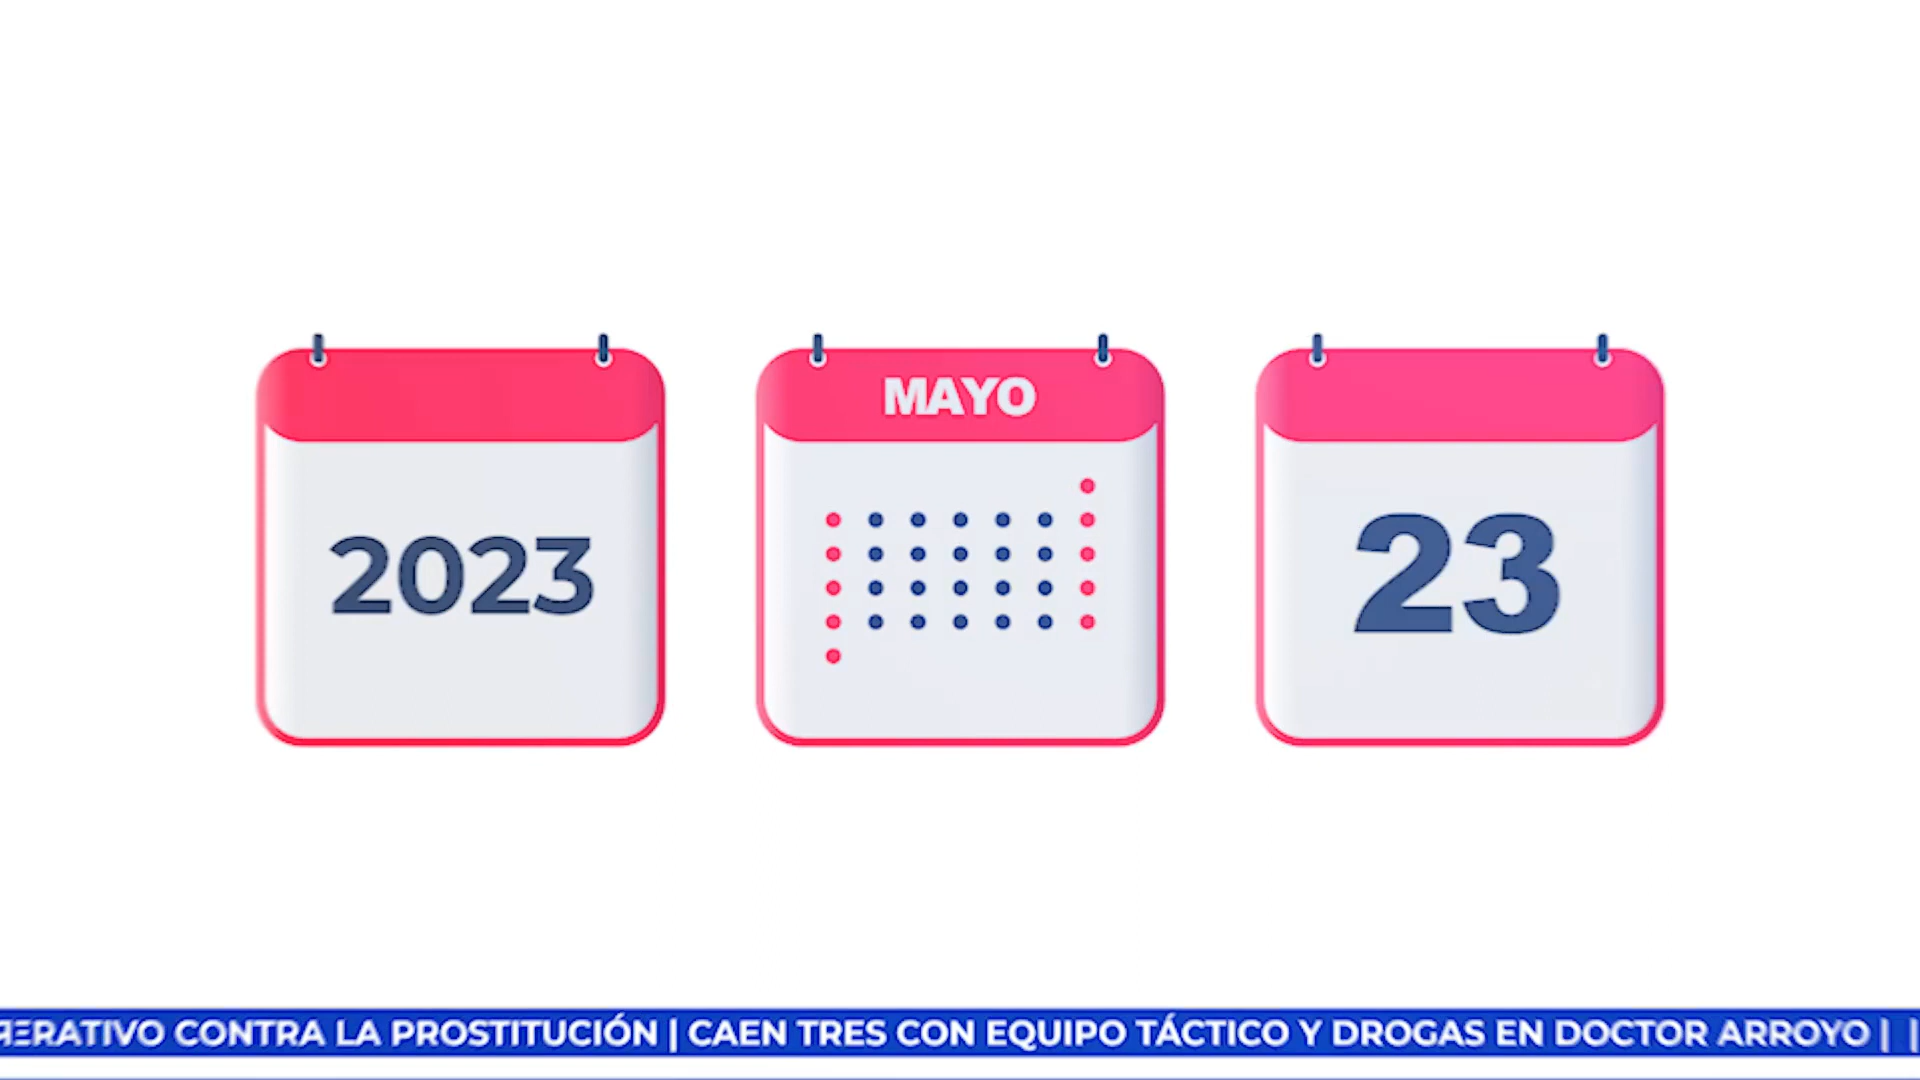 2023
MAYO
23
CONTRA LA PROSTITUCIÓN | CAEN TRES CON EQUIPO TÁCTICO Y DROGAS EN DOCTOR ARROYO |